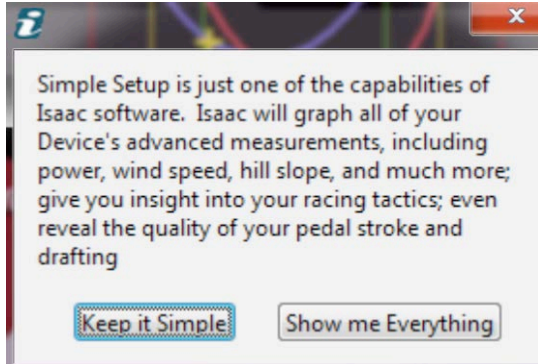 Simple Setup is just one of the capabilities of
Isaac software.  Isaac will graph all of your
Device's advanced measurements, including
power, wind speed, hill slope, and much more;
give you insight into your racing tactics; even
reveal the quality of your pedal stroke and
drafting
Keep it Simple
Show me Everything